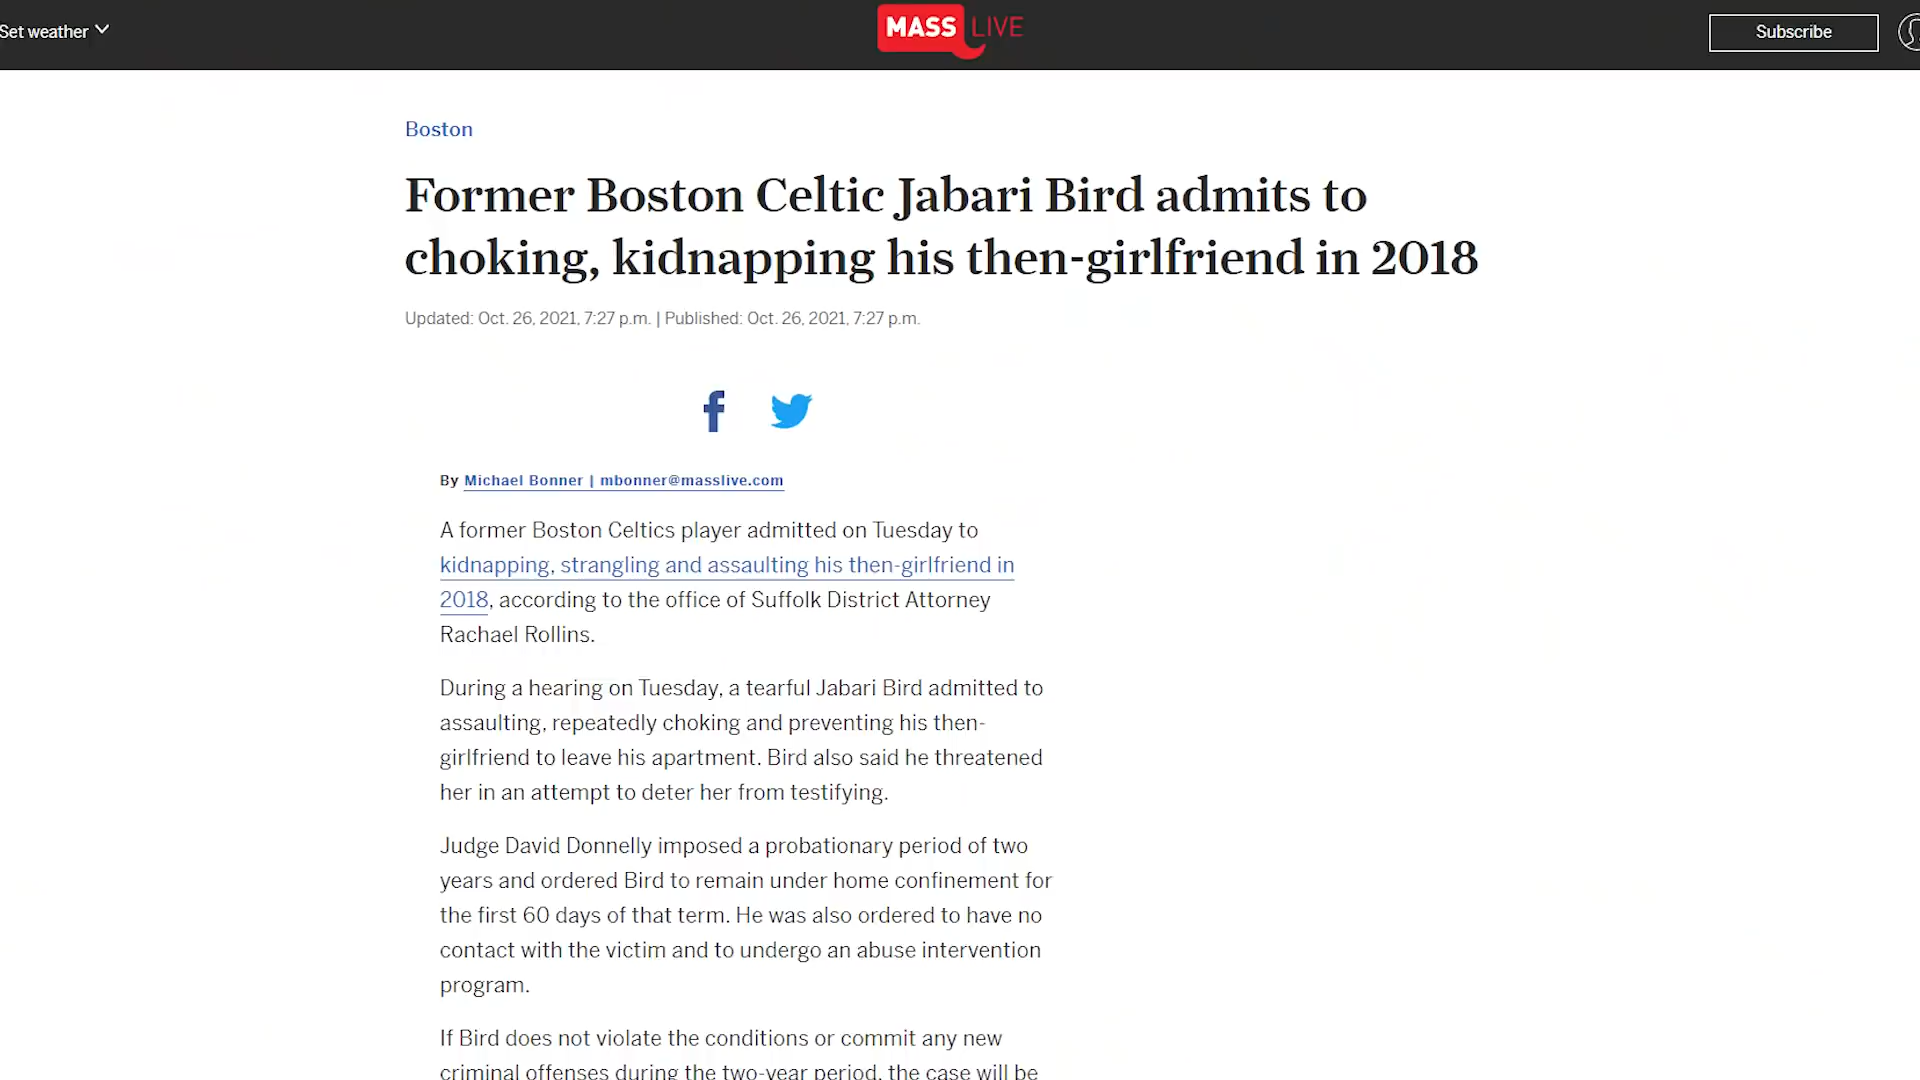 Set weather
MASS LIVE
Subscribe
Boston
Former Boston Celtic Jabari Bird admits to
choking, kidnapping his then-girlfriend in 2018
Updated: Oct. 26, 2021, 7:27 p.m. | Published: Oct. 26, 2021, 7:27 p.m.
By Michael Bonner | mbonner@masslive.com
A former Boston Celtics player admitted on Tuesday to
kidnapping, strangling and assaulting his then-girlfriend in
2018, according to the office of Suffolk District Attorney
Rachael Rollins.
During a hearing on Tuesday, a tearful Jabari Bird admitted to
assaulting, repeatedly choking and preventing his then-
girlfriend to leave his apartment. Bird also said he threatened
her in an attempt to deter her from testifying.
Judge David Donnelly imposed a probationary period of two
years and ordered Bird to remain under home confinement for
the first 60 days of that term. He was also ordered to have no
contact with the victim and to undergo an abuse intervention
program.
If Bird does not violate the conditions or commit any new
criminal offenses during the two-year period, the case will be